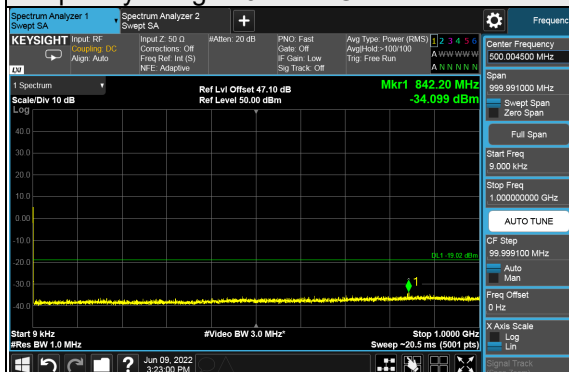 Spectrum Analyzer 1
Swept SA
Spectrum Analyzer 2
Swept SA
+
Frequenc
KEYSIGHT
Input: RF
Coupling: DC
Align: Auto
Input Z: 50 Ω
Corrections: Off
Freq Ref: Int (S)
NFE: Adaptive
#Atten: 20 dB
PNO: Fast
Gate: Off
IF Gain: Low
Sig Track: Off
Avg Type: Power (RMS)
Avg|Hold:>100/100
Trig: Free Run
1 2 3 4 5 6
A W W W W W
A N N N N N
LXI
1 Spectrum
Scale/Div 10 dB
Log
Ref Lvl Offset 47.10 dB
Ref Level 50.00 dBm
Mkr1 842.20 MHz
-34.099 dBm
40.0
30.0
20.0
10.0
0.00
-10.0
-20.0
-30.0
-40.0
DL1 -19.02 dBm
1
Start 9 kHz
#Res BW 1.0 MHz
#Video BW 3.0 MHz*
Stop 1.0000 GHz
Sweep ~20.5 ms (5001 pts)
Center Frequency
500.004500 MHz
Span
999.991000 MHz
Swept Span
Zero Span
Full Span
Start Freq
9.000 kHz
Stop Freq
1.000000000 GHz
AUTO TUNE
CF Step
99.999100 MHz
Auto
Man
Freq Offset
0 Hz
X Axis Scale
Log
Lin
Signal Track
?
Jun 09, 2022
3:23:00 PM